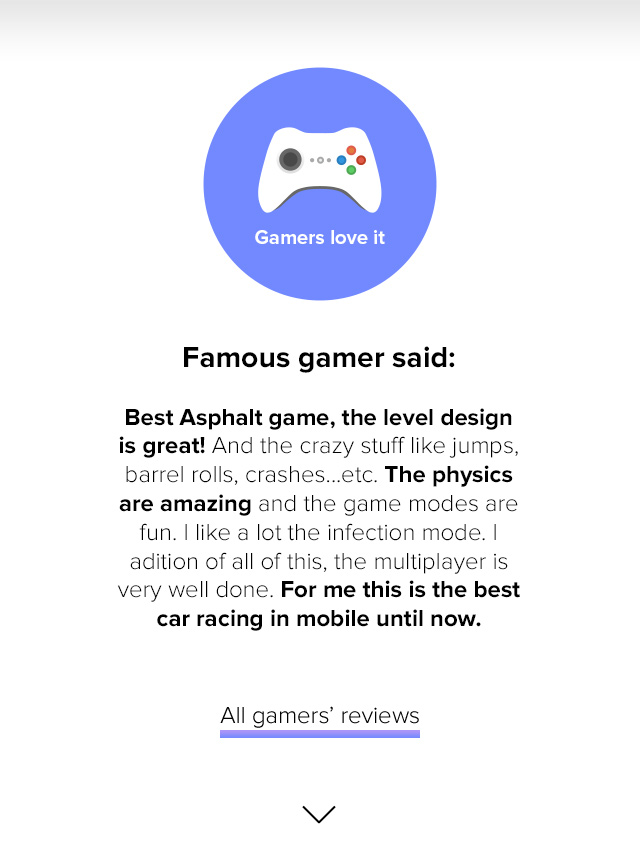 Gamers love it
Famous gamer said:
Best Asphalt game, the level design
is great! And the crazy stuff like jumps,
barrel rolls, crashes...etc. The physics
are amazing and the game modes are
fun. I like a lot the infection mode. I
adition of all of this, the multiplayer is
very well done. For me this is the best
car racing in mobile until now.
All gamers’ reviews